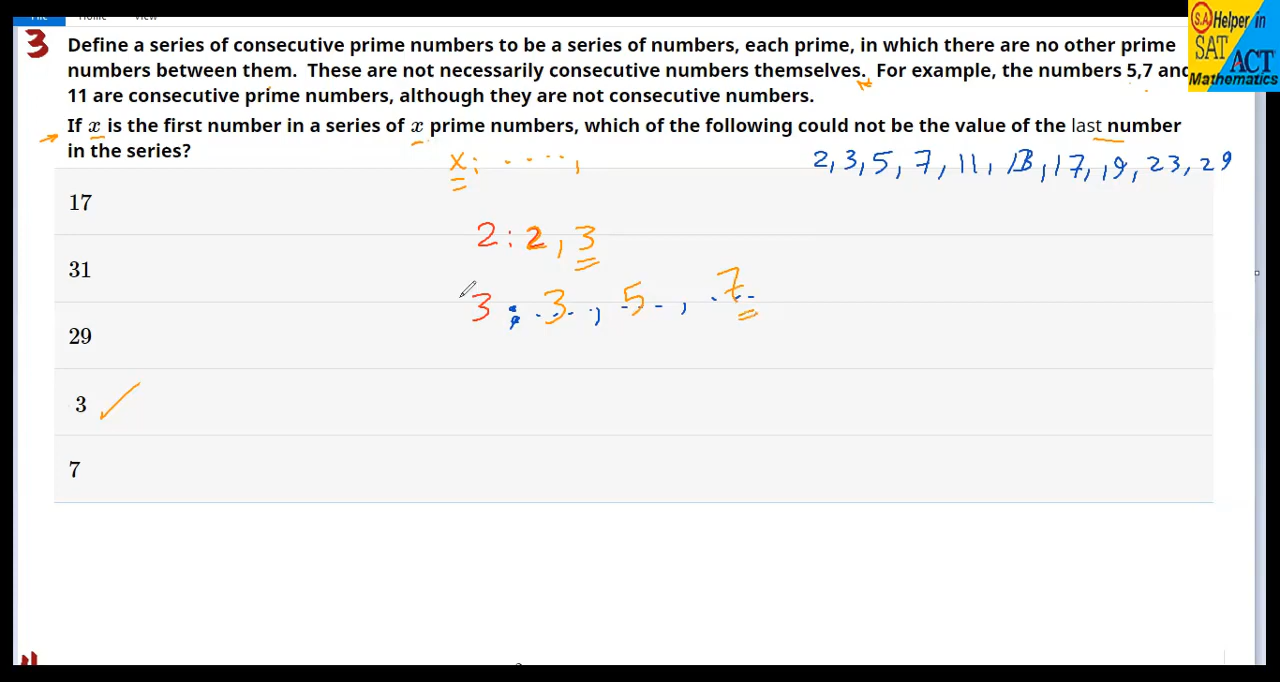 File Home View
S.A Helper in
SAT
ACT
Mathematics
3
Define a series of consecutive prime numbers to be a series of numbers, each prime, in which there are no other prime
numbers between them. These are not necessarily consecutive numbers themselves. For example, the numbers 5,7 and
11 are consecutive prime numbers, although they are not consecutive numbers.
If x is the first number in a series of x prime numbers, which of the following could not be the value of the last number
in the series?
x: ....., 
2, 3, 5, 7, 11, 13, 17, 19, 23, 29
17
2: 2, 3
31
3: 3, 5, 7
29
3
7